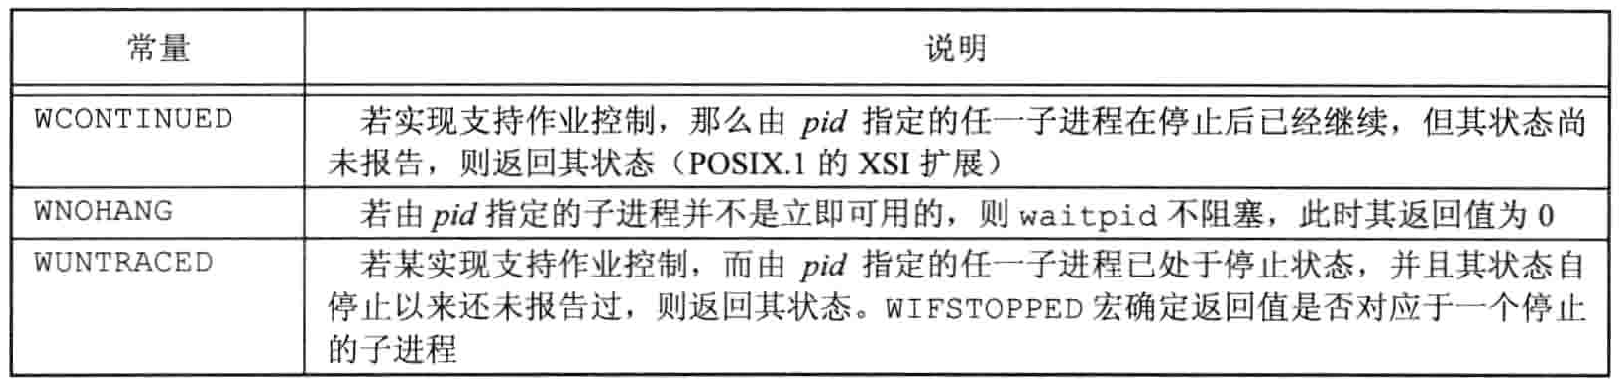 常量 说明
WCONTINUED 若实现支持作业控制，那么由 pid 指定的任一子进程在停止后已经继续，但其状态尚
未报告，则返回其状态（POSIX.1 的 XSI 扩展）
WNOHANG 若由 pid 指定的子进程并不是立即可用的，则 waitpid 不阻塞，此时其返回值为 0
WUNTRACED 若某实现支持作业控制，而由 pid 指定的任一子进程已处于停止状态，并且其状态自
停止以来还未报告过，则返回其状态。WIFSTOPPED 宏确定返回值是否对应于一个停止
的子进程